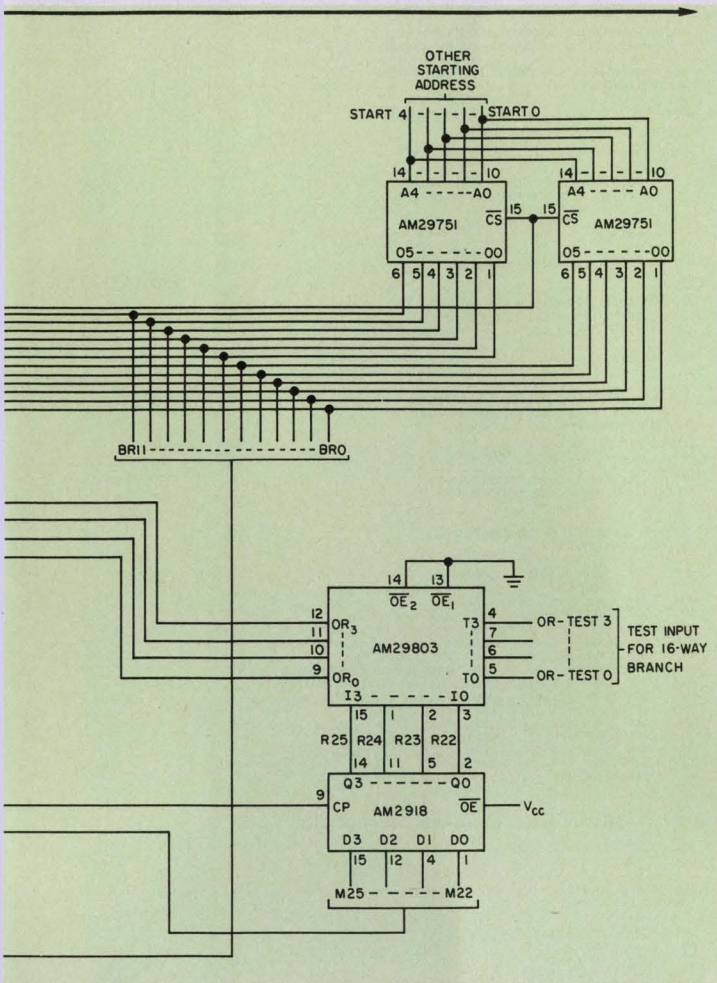 OTHER
STARTING
ADDRESS
START 4 - - - - START 0
14 - - - - 10 14 - - - - 10
A4 - - - - - A0 A4 - - - - A0
AM29751 CS 15 15 CS AM29751
O5 - - - - - - O0 O5 - - - - - - O0
6 5 4 3 2 1 6 5 4 3 2 1
BR11 - - - - - - - - - - - - BR0
14 13
OE2 OE1
12 OR3 T3 4 OR-TEST 3
11 7
10 AM29803 6
9 OR0 T0 5 OR-TEST 0
TEST INPUT
FOR 16-WAY
BRANCH
I3 - - - - - I0
15 1 2 3
R25 R24 R23 R22
14 11 5 2
Q3 - - - - - - - Q0
9 CP AM2918 OE VCC
D3 D2 D1 D0
15 12 4 1
M25 - - - - - M22